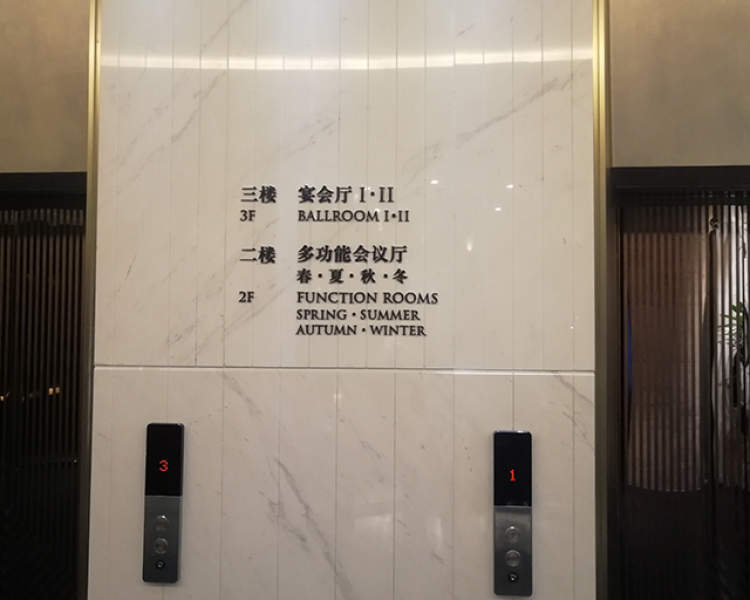 三楼 宴会厅 I·II
3F BALLROOM I·II
二楼 多功能会议厅
春·夏·秋·冬
2F FUNCTION ROOMS
SPRING·SUMMER
AUTUMN·WINTER
3
1